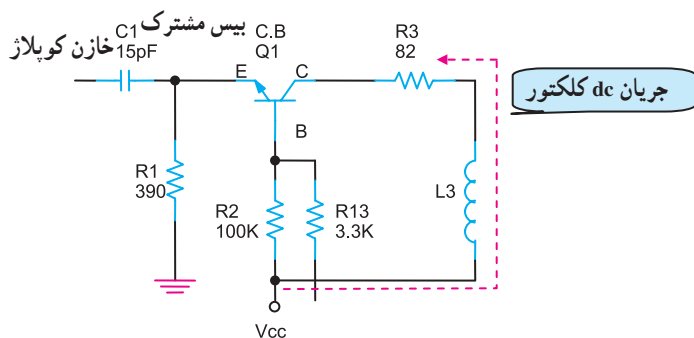 بیس مشترک
خازن کوپلاژ
C1
15pF
C.B
Q1
R3
82
E
C
B
جریان dc کلکتور
R1
390
R2
100K
R13
3.3K
L3
Vcc